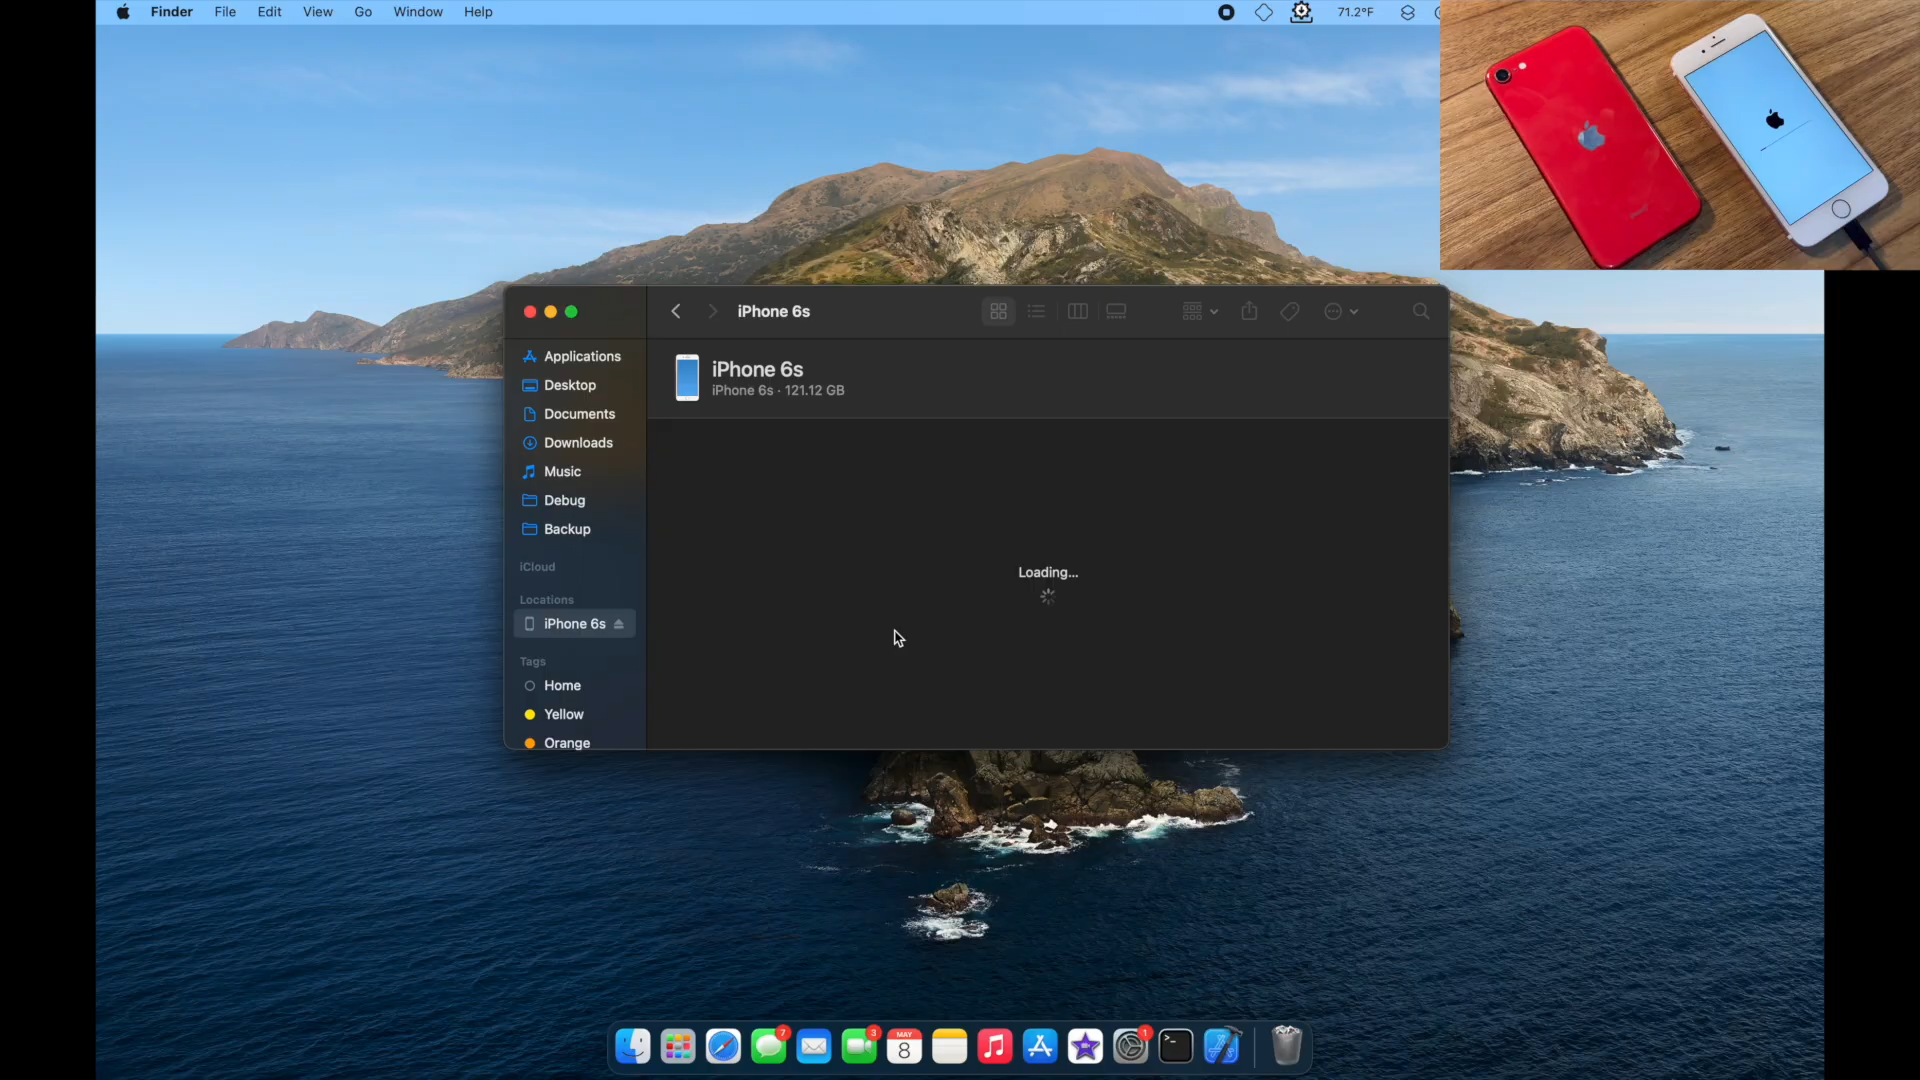 Finder File Edit View Go Window Help
71.2°F
iPhone 6s
Applications
Desktop
Documents
Downloads
Music
Debug
Backup
iCloud
Locations
iPhone 6s
Tags
Home
Yellow
Orange
iPhone 6s
iPhone 6s · 121.12 GB
Loading...
7
3
MAY
8
1